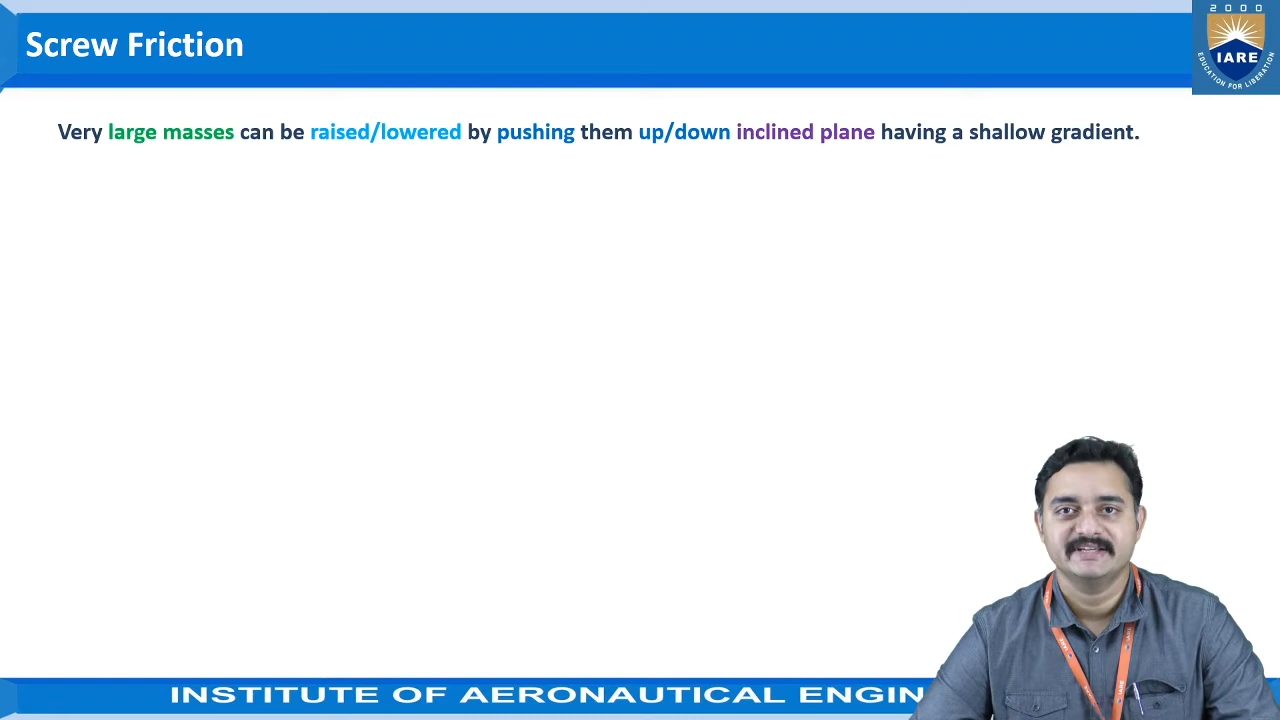 Screw Friction
2000
IARE
EDUCATION FOR LIBERATION
Very large masses can be raised/lowered by pushing them up/down inclined plane having a shallow gradient.
INSTITUTE OF AERONAUTICAL ENGIN